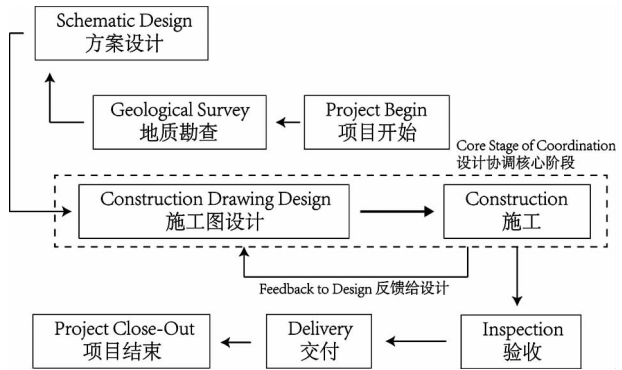 Schematic Design
方案设计
Geological Survey
地质勘查
Project Begin
项目开始
Core Stage of Coordination
设计协调核心阶段
Construction Drawing Design
施工图设计
Construction
施工
Feedback to Design 反馈给设计
Project Close-Out
项目结束
Delivery
交付
Inspection
验收